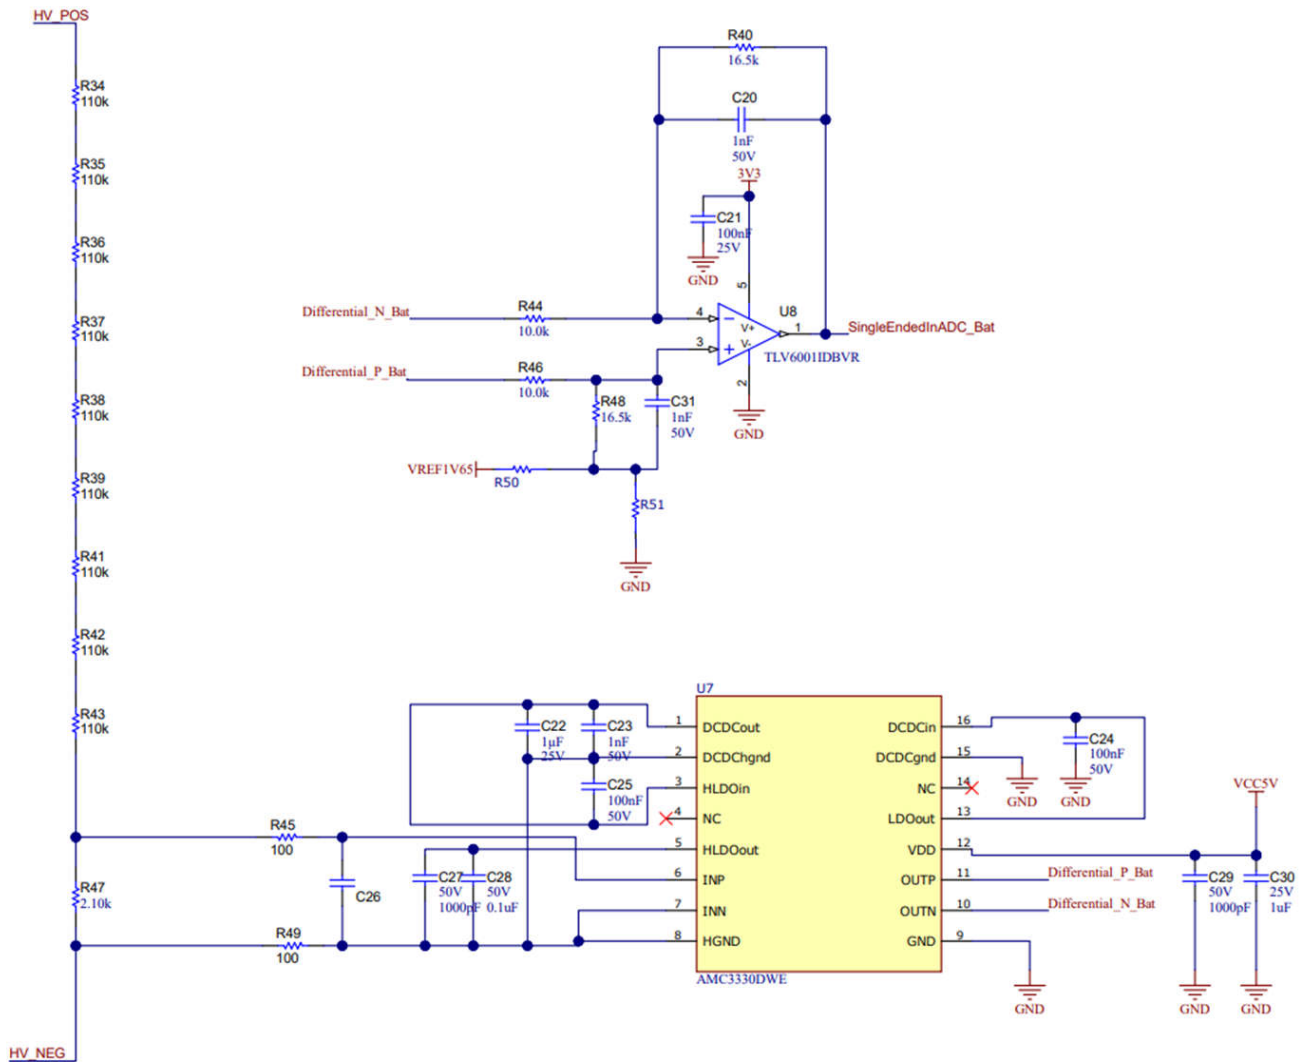 HV_POS
R34
110k
R35
110k
R36
110k
R37
110k
R38
110k
R39
110k
R41
110k
R42
110k
R43
110k
R47
2.10k
HV_NEG
R40
16.5k
C20
1nF
50V
3V3
C21
100nF
25V
GND
Differential_N_Bat
R44
10.0k
4
5
U8
V+
V-
1
SingleEndedInADC_Bat
3
TLV6001IDBVR
2
GND
Differential_P_Bat
R46
10.0k
R48
16.5k
C31
1nF
50V
VREF1V65
R50
R51
GND
R45
100
C26
R49
100
C22
1µF
25V
C23
1nF
50V
C25
100nF
50V
C27
50V
1000pF
C28
50V
0.1uF
U7
1 DCDCout
2 DCDChgnd
3 HLDOin
4 NC
5 HLDOout
6 INP
7 INN
8 HGND
DCDCin 16
DCDCgnd 15
NC 14
LDOout 13
VDD 12
OUTP 11
OUTN 10
GND 9
AMC3330DWE
C24
100nF
50V
GND
GND
VCC5V
Differential_P_Bat
Differential_N_Bat
C29
50V
1000pF
C30
25V
1uF
GND
GND
GND